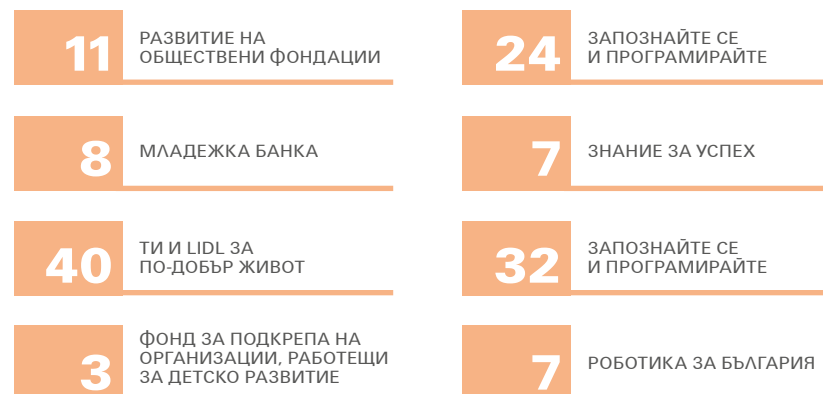 11
РАЗВИТИЕ НА
ОБЩЕСТВЕНИ ФОНДАЦИИ
8
МЛАДЕЖКА БАНКА
40
ТИ И LIDL ЗА
ПО-ДОБЪР ЖИВОТ
3
ФОНД ЗА ПОДКРЕПА НА
ОРГАНИЗАЦИИ, РАБОТЕЩИ
ЗА ДЕТСКО РАЗВИТИЕ
24
ЗАПОЗНАЙТЕ СЕ
И ПРОГРАМИРАЙТЕ
7
ЗНАНИЕ ЗА УСПЕХ
32
ЗАПОЗНАЙТЕ СЕ
И ПРОГРАМИРАЙТЕ
7
РОБОТИКА ЗА БЪЛГАРИЯ